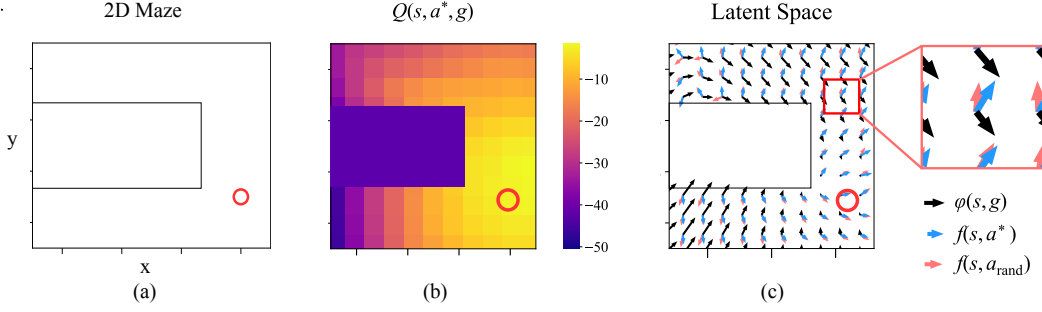 2D Maze
Q(s, a*, g)
Latent Space
y
x
−10
−20
−30
−40
−50
φ(s, g)
f(s, a*)
f(s, a_rand)
(a)
(b)
(c)